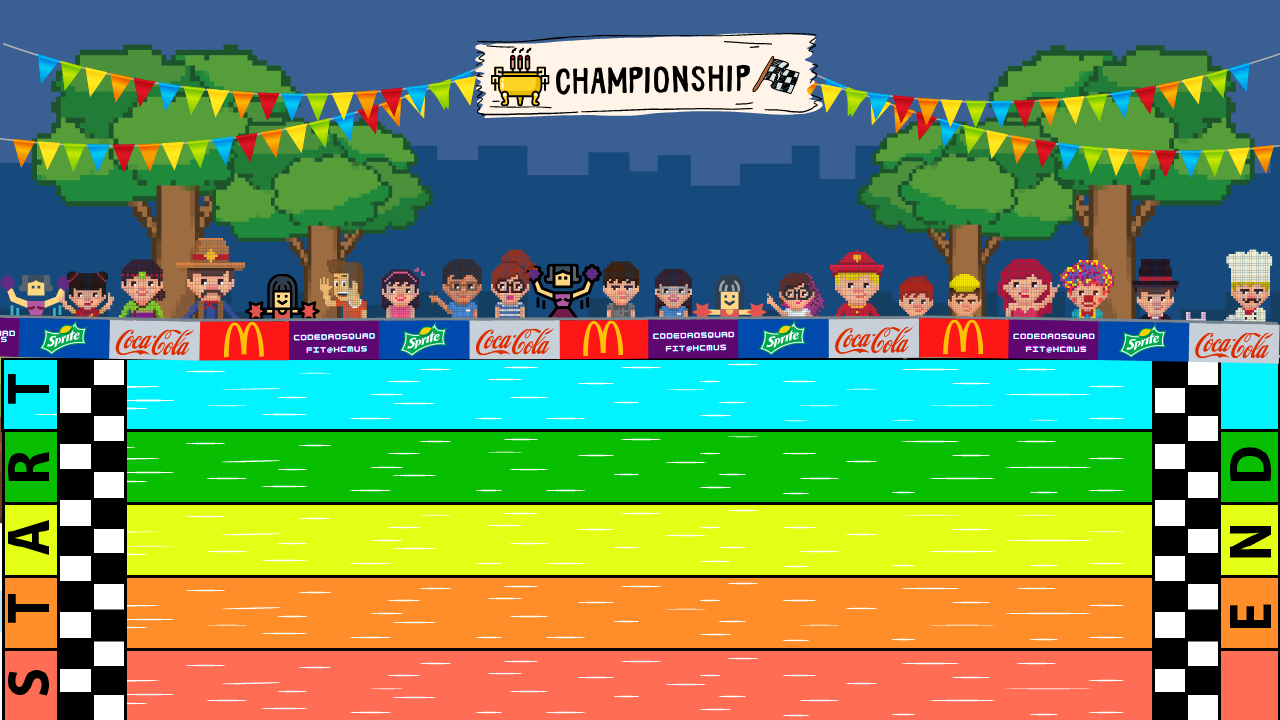 CHAMPIONSHIP
Sprite
Coca-Cola
CODEDAOSQUAD
FIT@HCMUS
Sprite
Coca-Cola
CODEDAOSQUAD
FIT@HCMUS
Sprite
Coca-Cola
CODEDAOSQUAD
FIT@HCMUS
Sprite
Coca-Cola
START
END